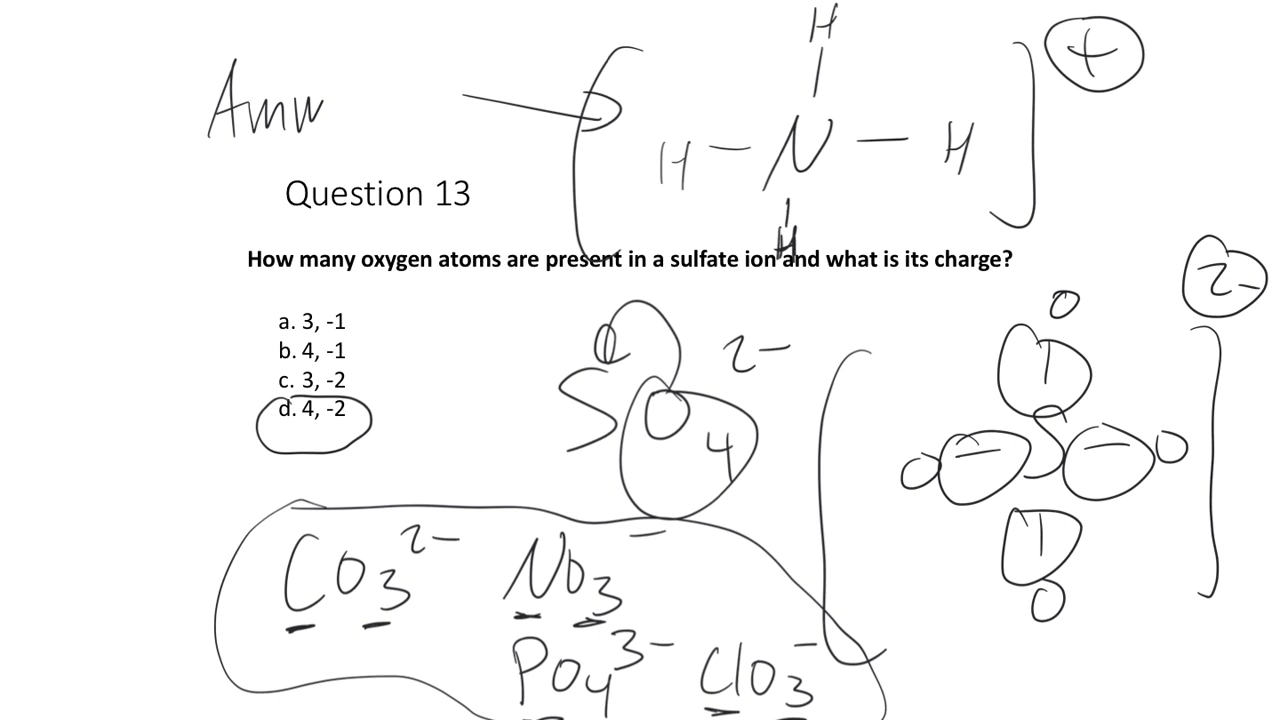 H
+
Amm
H – N – H
H
Question 13
How many oxygen atoms are present in a sulfate ion and what is its charge?
a. 3, -1
b. 4, -1
c. 3, -2
d. 4, -2
SO4 2-
2-
O
O S O
O
CO3 2- NO3 -
PO4 3- ClO3 -